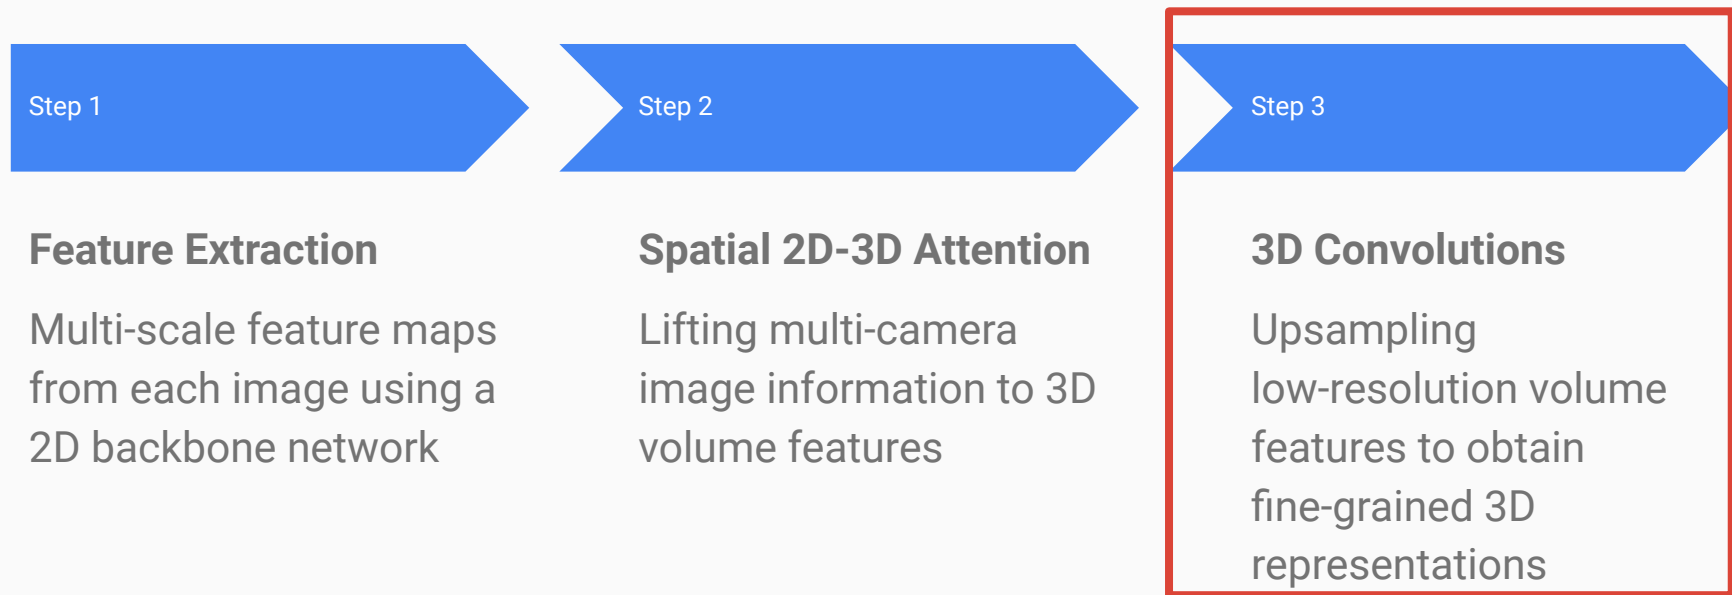 Step 1
Feature Extraction
Multi-scale feature maps
from each image using a
2D backbone network
Step 2
Spatial 2D-3D Attention
Lifting multi-camera
image information to 3D
volume features
Step 3
3D Convolutions
Upsampling
low-resolution volume
features to obtain
fine-grained 3D
representations